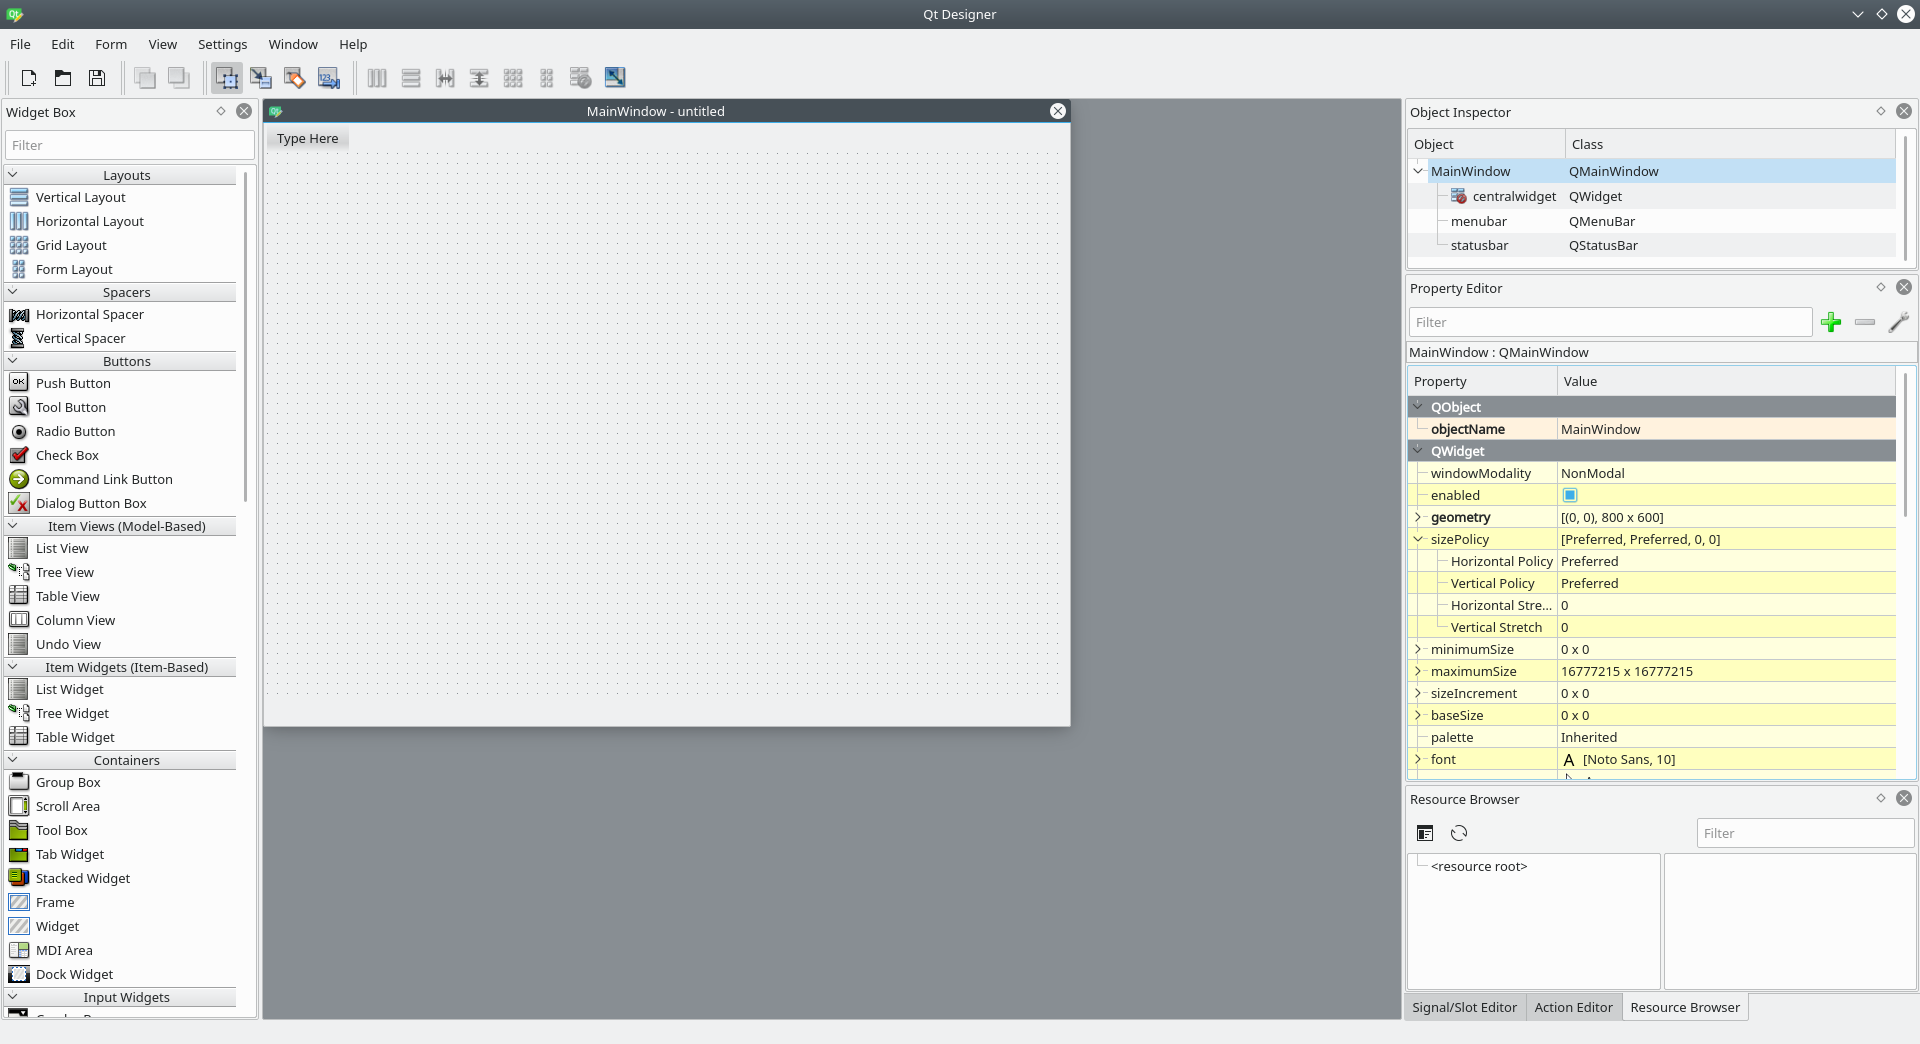 Qt Designer
File Edit Form View Settings Window Help
Widget Box
Filter
Layouts
Vertical Layout
Horizontal Layout
Grid Layout
Form Layout
Spacers
Horizontal Spacer
Vertical Spacer
Buttons
Push Button
Tool Button
Radio Button
Check Box
Command Link Button
Dialog Button Box
Item Views (Model-Based)
List View
Tree View
Table View
Column View
Undo View
Item Widgets (Item-Based)
List Widget
Tree Widget
Table Widget
Containers
Group Box
Scroll Area
Tool Box
Tab Widget
Stacked Widget
Frame
Widget
MDI Area
Dock Widget
Input Widgets
MainWindow - untitled
Type Here
Object Inspector
Object Class
MainWindow QMainWindow
centralwidget QWidget
menubar QMenuBar
statusbar QStatusBar
Property Editor
Filter
MainWindow : QMainWindow
Property Value
QObject
objectName MainWindow
QWidget
windowModality NonModal
enabled
geometry [(0, 0), 800 x 600]
sizePolicy [Preferred, Preferred, 0, 0]
Horizontal Policy Preferred
Vertical Policy Preferred
Horizontal Stre... 0
Vertical Stretch 0
minimumSize 0 x 0
maximumSize 16777215 x 16777215
sizeIncrement 0 x 0
baseSize 0 x 0
palette Inherited
font A [Noto Sans, 10]
Resource Browser
Filter
<resource root>
Signal/Slot Editor Action Editor Resource Browser